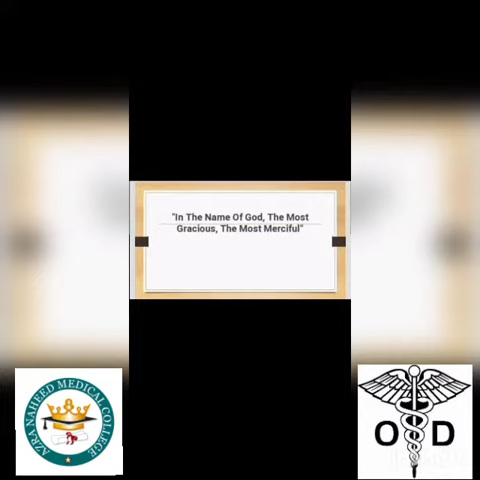 "In The Name Of God, The Most
Gracious, The Most Merciful"
AZRA NAHEED MEDICAL COLLEGE
O D